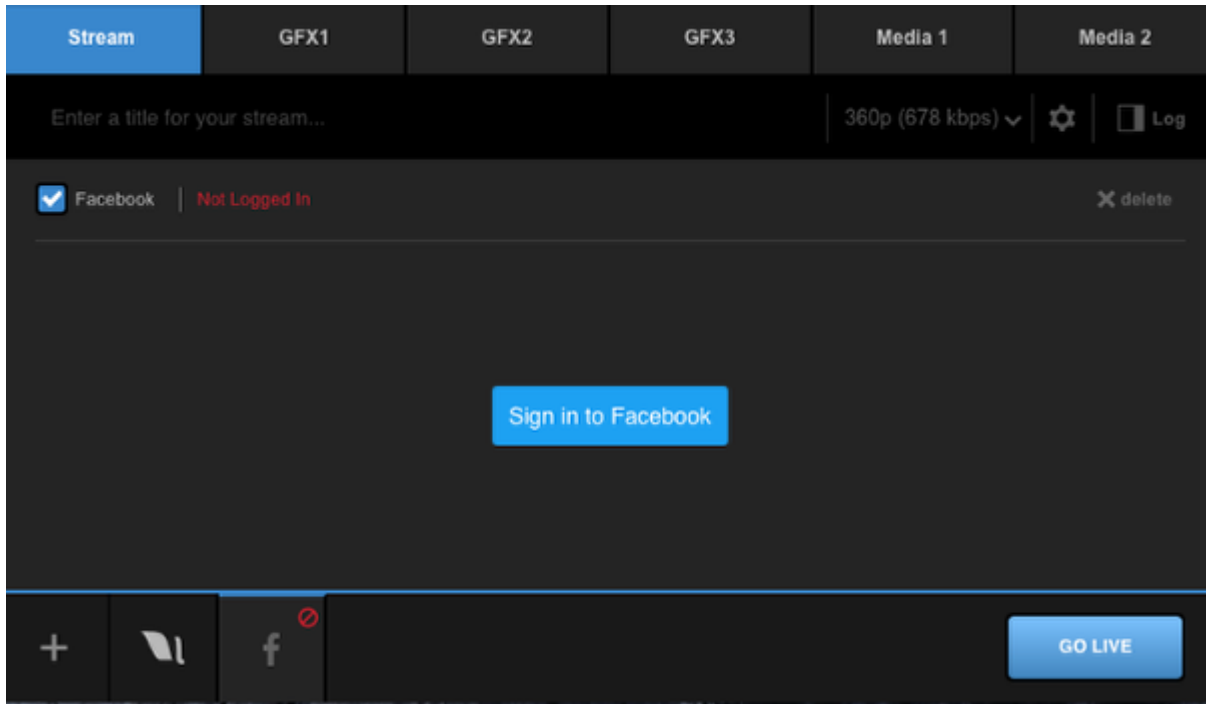 Stream GFX1 GFX2 GFX3 Media 1 Media 2
Enter a title for your stream... 360p (678 kbps) Log
Facebook Not Logged In delete
Sign in to Facebook
GO LIVE